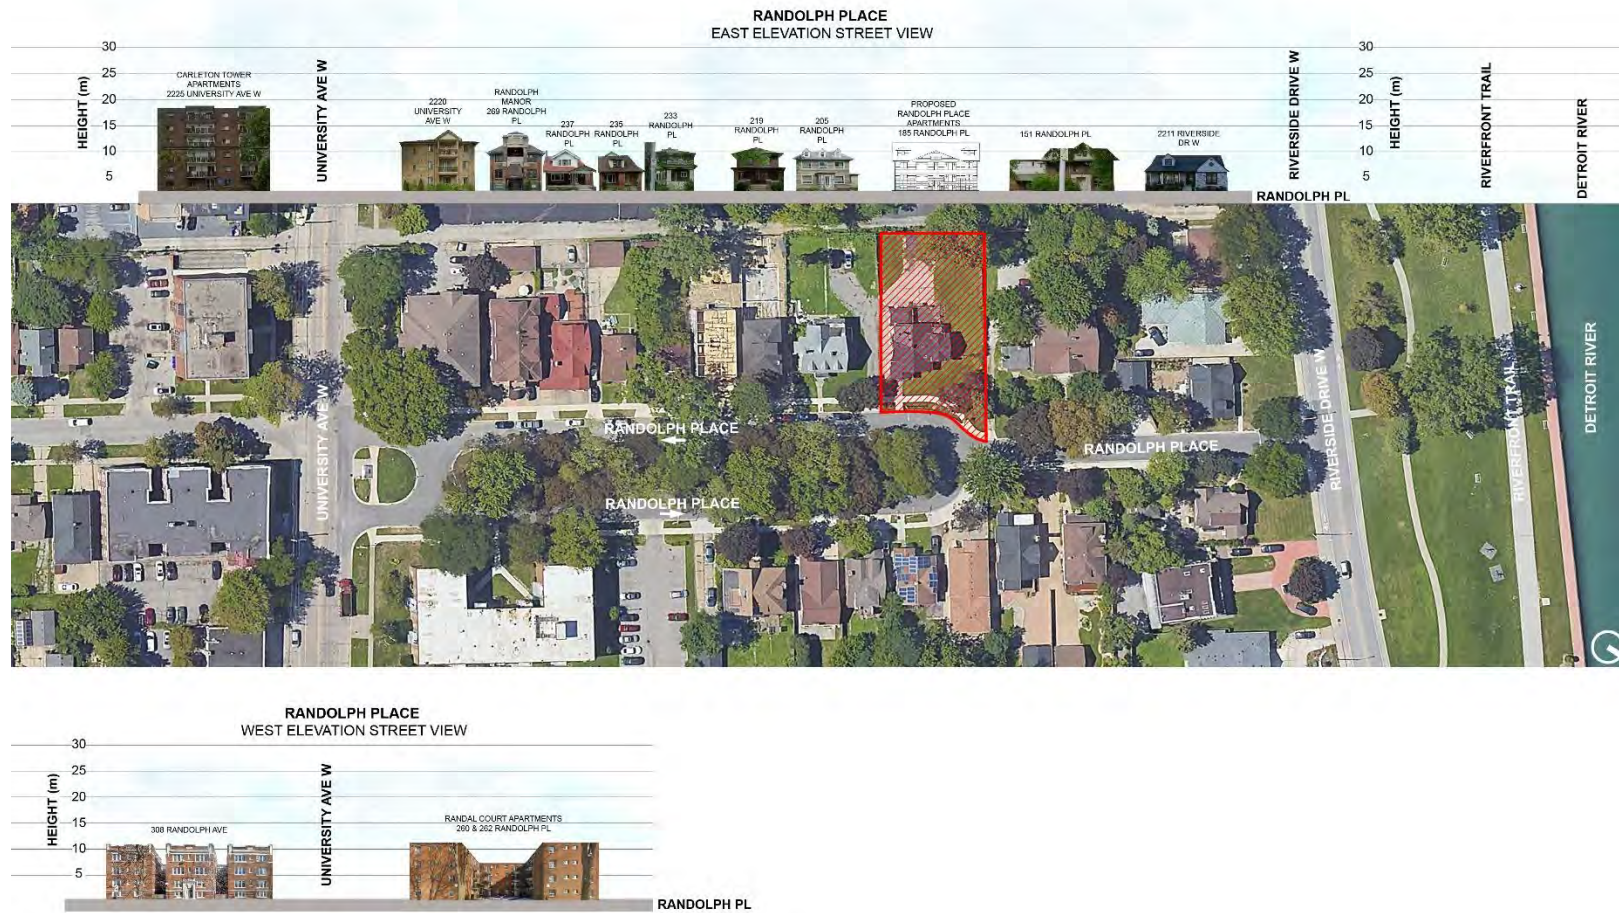 RANDOLPH PLACE
EAST ELEVATION STREET VIEW
30
25
20
15
10
5
HEIGHT (m)
CARLETON TOWER
APARTMENTS
2225 UNIVERSITY AVE W
UNIVERSITY AVE W
2220
UNIVERSITY
AVE W
RANDOLPH
MANOR
269 RANDOLPH
PL
237
RANDOLPH
PL
235
RANDOLPH
PL
233
RANDOLPH
PL
219
RANDOLPH
PL
205
RANDOLPH
PL
PROPOSED
RANDOLPH PLACE
APARTMENTS
185 RANDOLPH PL
151 RANDOLPH PL
2211 RIVERSIDE
DR W
RIVERSIDE DRIVE W
30
25
20
15
10
5
HEIGHT (m)
RIVERFRONT TRAIL
DETROIT RIVER
RANDOLPH PL
UNIVERSITY AVE W
RANDOLPH PLACE
RANDOLPH PLACE
RANDOLPH PLACE
RIVERSIDE DRIVE W
RIVERFRONT TRAIL
DETROIT RIVER
RANDOLPH PLACE
WEST ELEVATION STREET VIEW
30
25
20
15
10
5
HEIGHT (m)
308 RANDOLPH AVE
UNIVERSITY AVE W
RANDAL COURT APARTMENTS
260 & 262 RANDOLPH PL
RANDOLPH PL